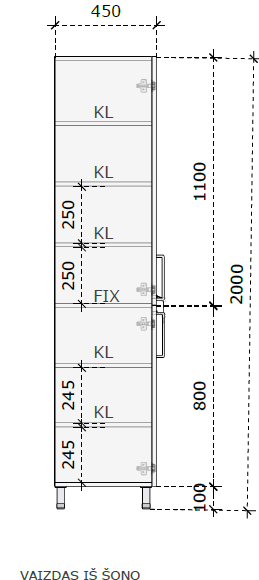 450
KL
KL
1100
250
KL
250
2000
FIX
KL
800
245
KL
245
100
VAIZDAS IŠ ŠONO